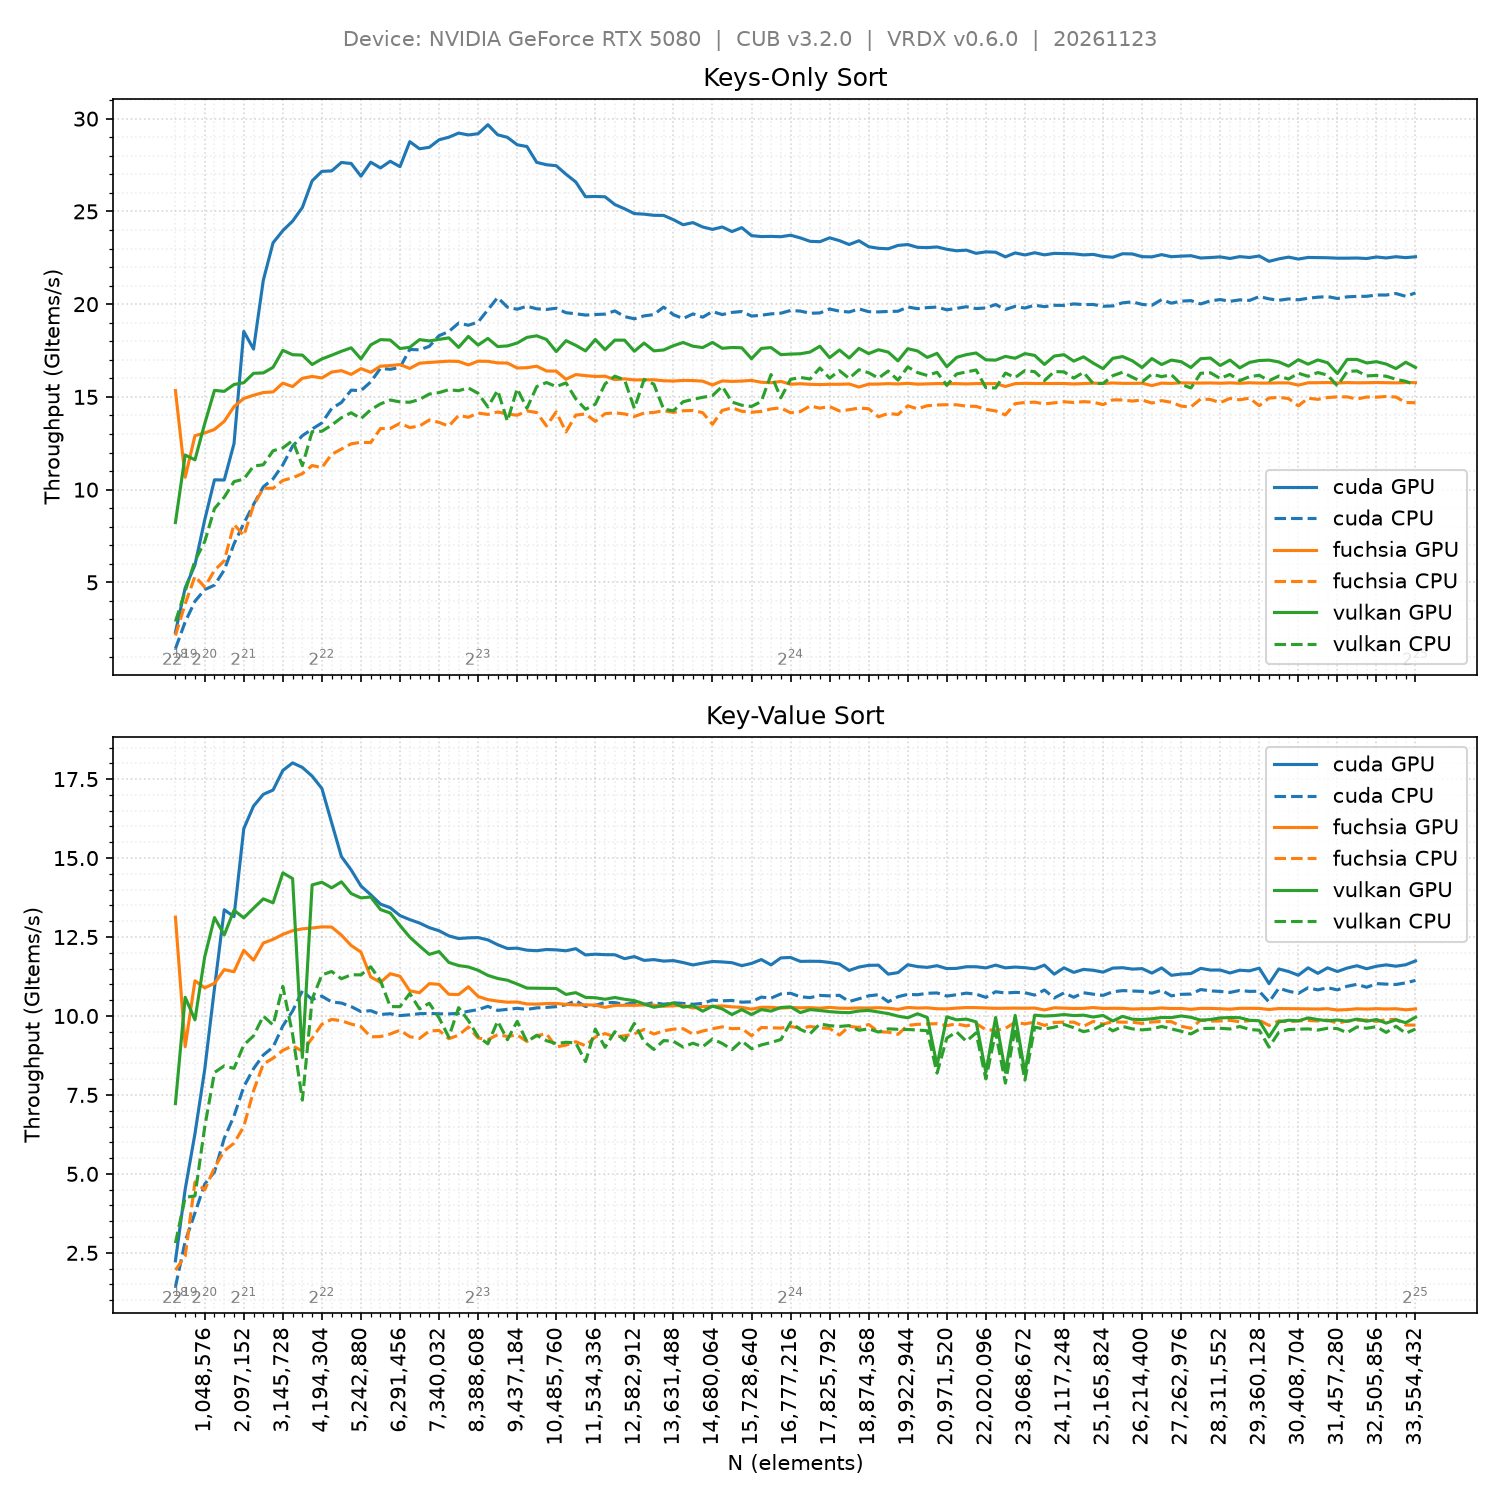 Device: NVIDIA GeForce RTX 5080 | CUB v3.2.0 | VRDX v0.6.0 | 20261123
Keys-Only Sort
Throughput (GItems/s)
30
25
20
15
10
5
2^18 2^19 2^20 2^21 2^22 2^23 2^24
cuda GPU
cuda CPU
fuchsia GPU
fuchsia CPU
vulkan GPU
vulkan CPU
Key-Value Sort
Throughput (GItems/s)
17.5
15.0
12.5
10.0
7.5
5.0
2.5
cuda GPU
cuda CPU
fuchsia GPU
fuchsia CPU
vulkan GPU
vulkan CPU
2^18 2^19 2^20 2^21 2^22 2^23 2^24 2^25
1,048,576
2,097,152
3,145,728
4,194,304
5,242,880
6,291,456
7,340,032
8,388,608
9,437,184
10,485,760
11,534,336
12,582,912
13,631,488
14,680,064
15,728,640
16,777,216
17,825,792
18,874,368
19,922,944
20,971,520
22,020,096
23,068,672
24,117,248
25,165,824
26,214,400
27,262,976
28,311,552
29,360,128
30,408,704
31,457,280
32,505,856
33,554,432
N (elements)